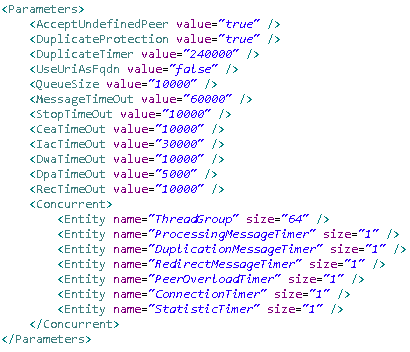 <Parameters>
<AcceptUndefinedPeer value="true" />
<DuplicateProtection value="true" />
<DuplicateTimer value="240000" />
<UseUriAsFqdn value="false" />
<QueueSize value="10000" />
<MessageTimeOut value="60000" />
<StopTimeOut value="10000" />
<CeaTimeOut value="10000" />
<IacTimeOut value="30000" />
<DwaTimeOut value="10000" />
<DpaTimeOut value="5000" />
<RecTimeOut value="10000" />
<Concurrent>
<Entity name="ThreadGroup" size="64" />
<Entity name="ProcessingMessageTimer" size="1" />
<Entity name="DuplicationMessageTimer" size="1" />
<Entity name="RedirectMessageTimer" size="1" />
<Entity name="PeerOverloadTimer" size="1" />
<Entity name="ConnectionTimer" size="1" />
<Entity name="StatisticTimer" size="1" />
</Concurrent>
</Parameters>